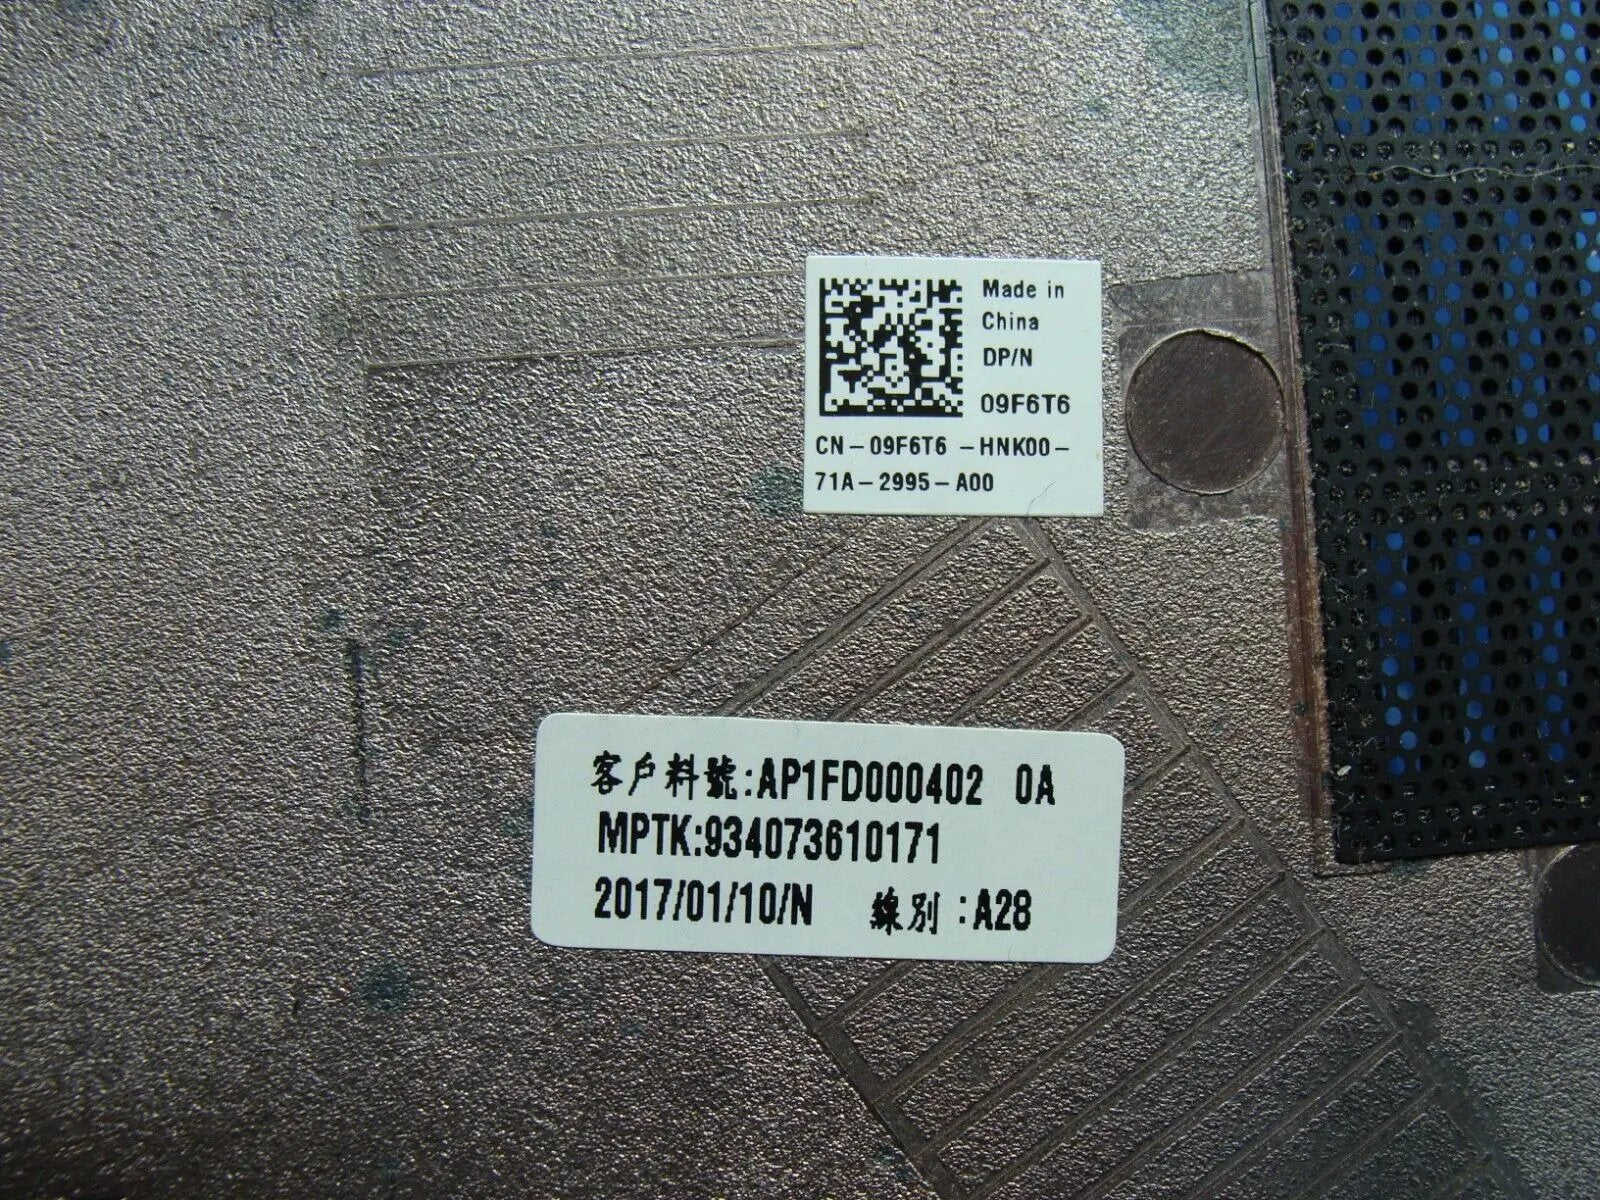 Made in
China
DP/N
09F6T6
CN-09F6T6-HNK00-
71A-2995-A00
客戶料號:AP1FD000402 0A
MPTK:934073610171
2017/01/10/N 線別:A28